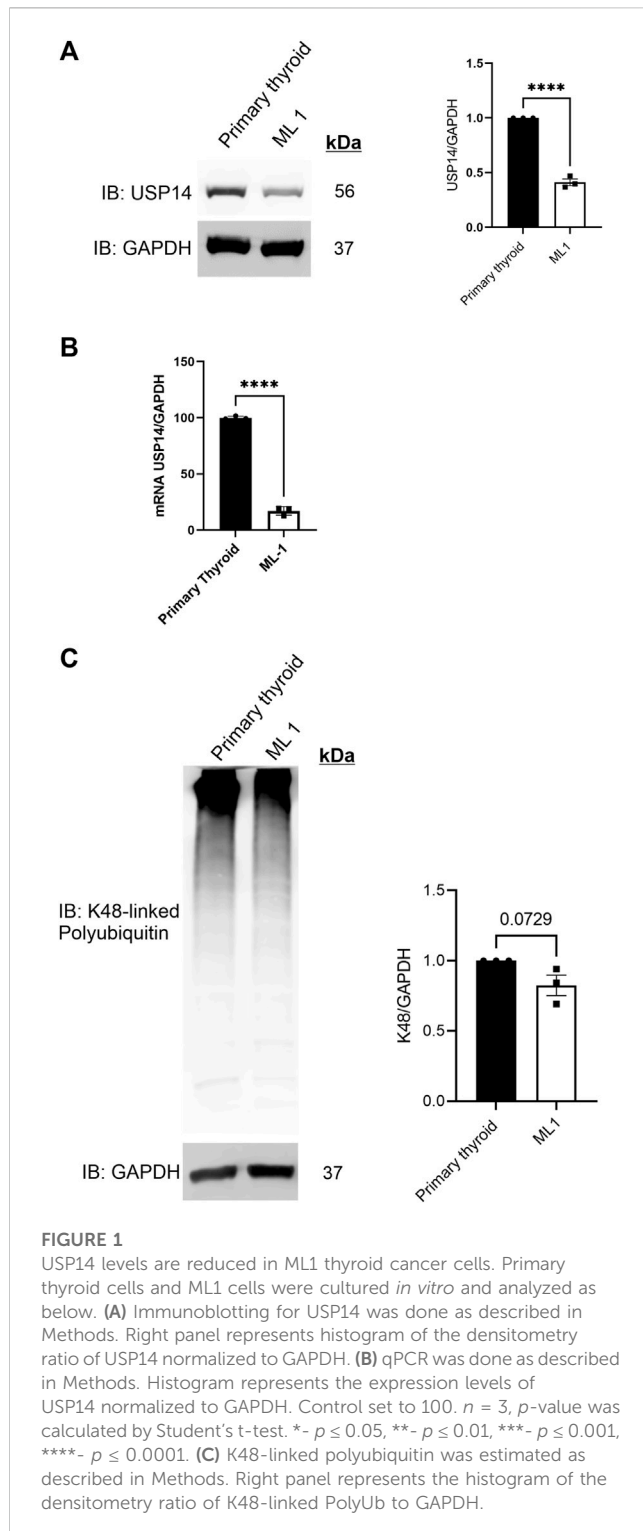 A
Primary thyroid
ML 1
kDa
IB: USP14
56
IB: GAPDH
37
USP14/GAPDH
1.5
1.0
0.5
0.0
****
Primary thyroid
ML1
B
mRNA USP14/GAPDH
150
100
50
0
****
Primary Thyroid
ML-1
C
Primary thyroid
ML 1
kDa
IB: K48-linked
Polyubiquitin
IB: GAPDH
37
K48/GAPDH
1.5
1.0
0.5
0.0
0.0729
Primary thyroid
ML1
FIGURE 1
USP14 levels are reduced in ML1 thyroid cancer cells. Primary
thyroid cells and ML1 cells were cultured in vitro and analyzed as
below. (A) Immunoblotting for USP14 was done as described in
Methods. Right panel represents histogram of the densitometry
ratio of USP14 normalized to GAPDH. (B) qPCR was done as described
in Methods. Histogram represents the expression levels of
USP14 normalized to GAPDH. Control set to 100. n = 3, p-value was
calculated by Student's t-test. *- p ≤ 0.05, **- p ≤ 0.01, ***- p ≤ 0.001,
****- p ≤ 0.0001. (C) K48-linked polyubiquitin was estimated as
described in Methods. Right panel represents the histogram of the
densitometry ratio of K48-linked PolyUb to GAPDH.